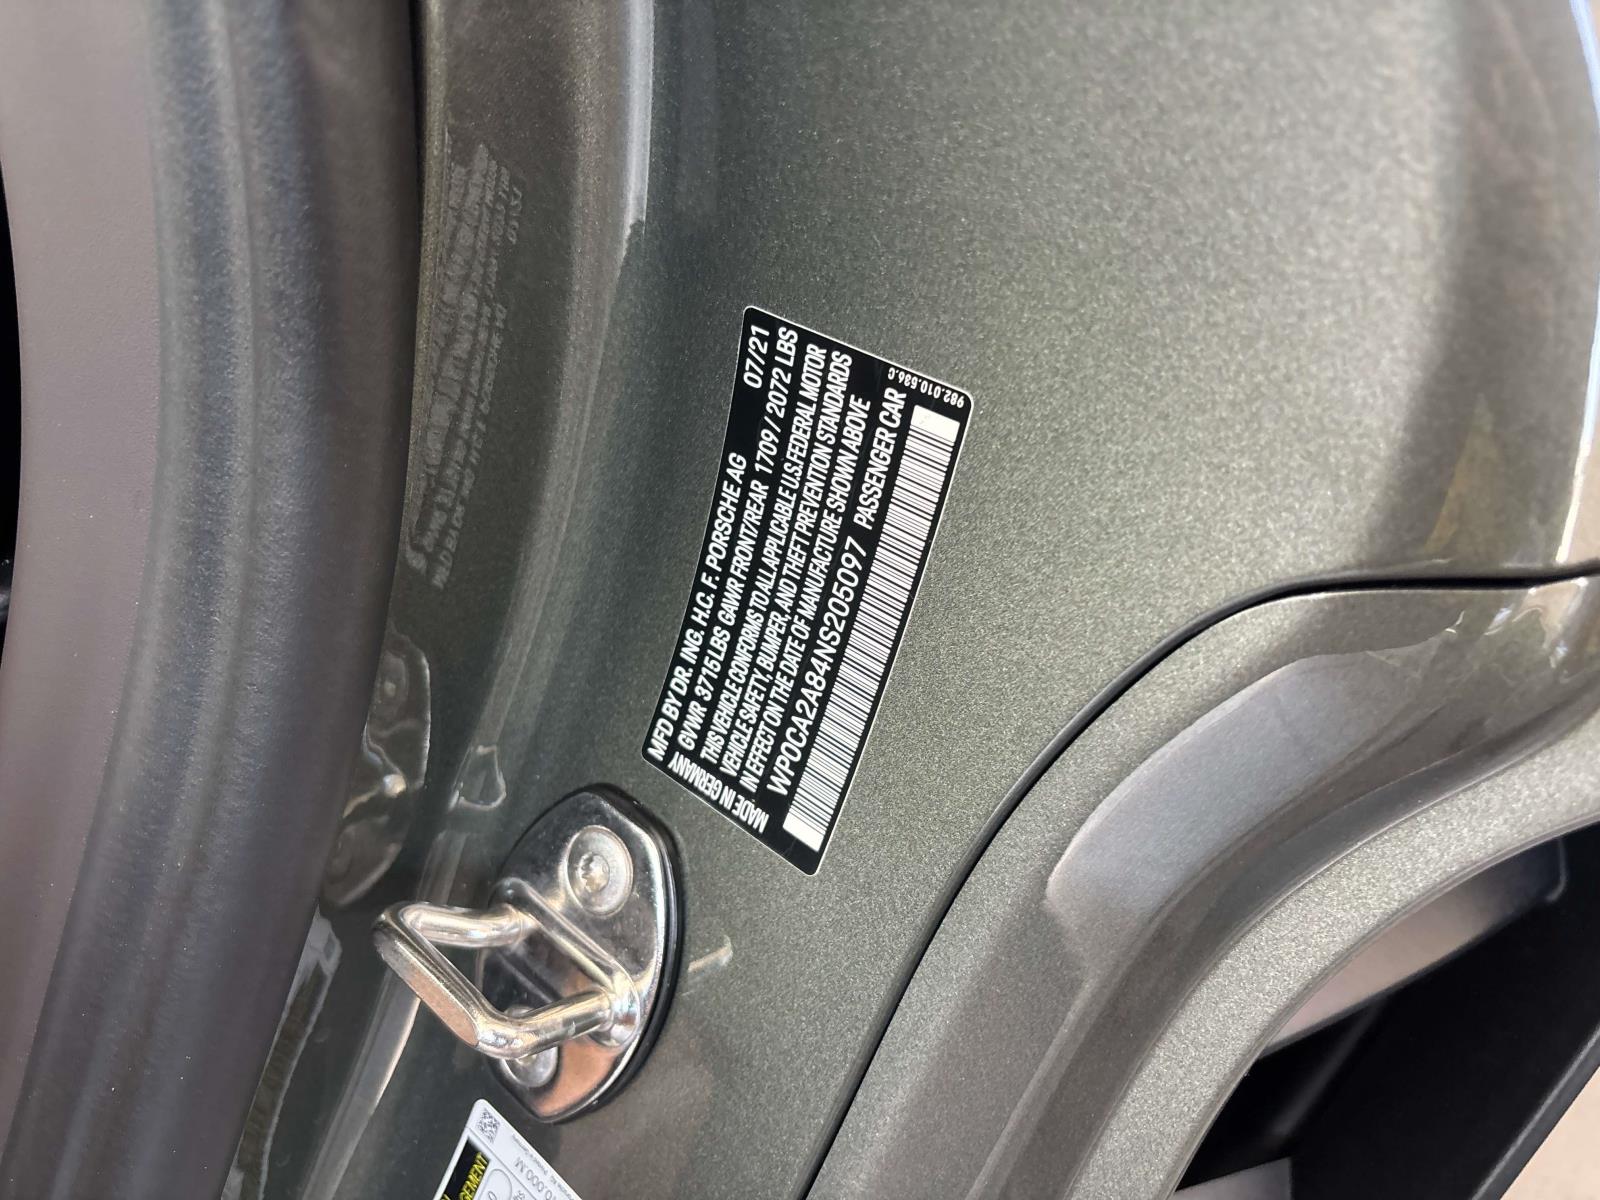 MFD BY DR. ING. H.C. F. PORSCHE AG 07/21
GVWR 3715 LBS GAWR FRONT/REAR 1709 / 2072 LBS
THIS VEHICLE CONFORMS TO ALL APPLICABLE U.S. FEDERAL MOTOR
VEHICLE SAFETY, BUMPER, AND THEFT PREVENTION STANDARDS
IN EFFECT ON THE DATE OF MANUFACTURE SHOWN ABOVE
WP0CA2A84NS205097 PASSENGER CAR
MADE IN GERMANY
982.010.536.C